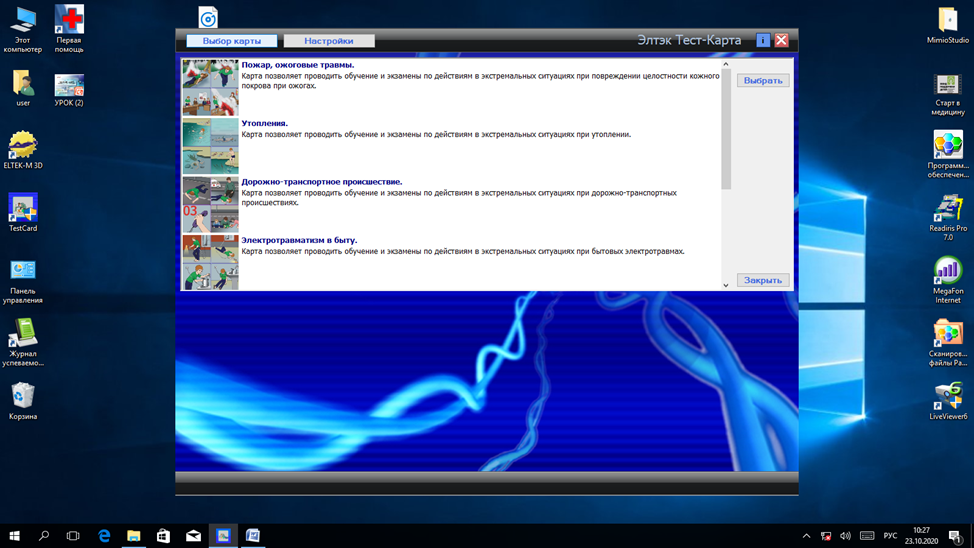 Этот
компьютер
Первая
помощь
user
УРОК (2)
ELTEK-M 3D
TestCard
Панель
управления
Журнал
успеваемо...
Корзина
Выбор карты
Настройки
Элтэк Тест-Карта
i
Пожар, ожоговые травмы.
Карта позволяет проводить обучение и экзамены по действиям в экстремальных ситуациях при повреждении целостности кожного
покрова при ожогах.
Утопления.
Карта позволяет проводить обучение и экзамены по действиям в экстремальных ситуациях при утоплении.
Дорожно-транспортное происшествие.
Карта позволяет проводить обучение и экзамены по действиям в экстремальных ситуациях при дорожно-транспортных
происшествиях.
03
Электротравматизм в быту.
Карта позволяет проводить обучение и экзамены по действиям в экстремальных ситуациях при бытовых электротравмах.
Выбрать
Закрыть
MimioStudio
Старт в
медицину
Программ...
обеспечен...
Readiris Pro
7.0
MegaFon
Internet
Сканиров...
файлы Pa...
LiveViewer6
РУС
10:27
23.10.2020